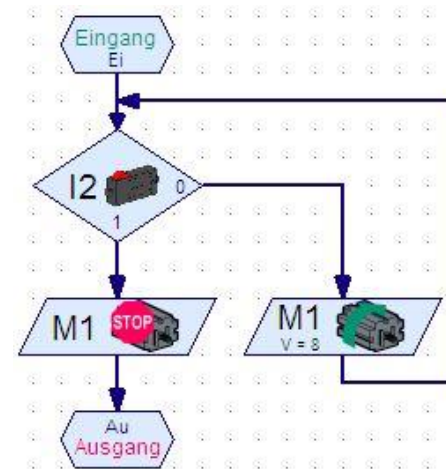 Eingang
Ei
I2
0
1
M1
STOP
M1
V = 8
Au
Ausgang